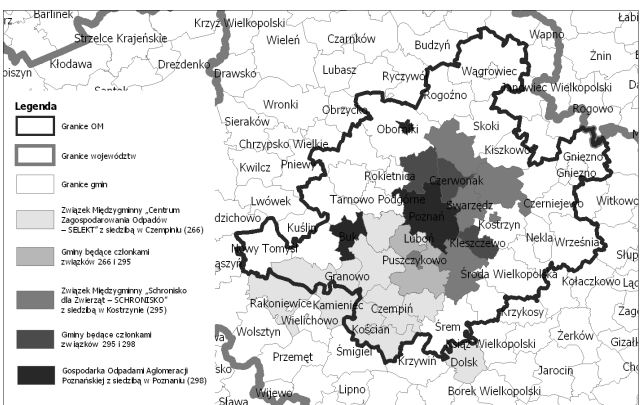 Barlinek
Krzyż Wielkopolski
Wapno
Strzelce Krajeńskie
Wieleń
Czarnków
Budzyń
Żnin
Kłodawa
Drezdenko
Drawsko
Lubasz
Ryczywół
Wągrowiec
Rogoźno
Rogowo
Wronki
Obrzycko
Sieraków
Oborniki
Skoki
Legenda
Granice OM
Granice województw
Granice gmin
Związek Międzygminny „Centrum
Zagospodarowania Odpadów
– SELEKT” z siedzibą w Czempiniu (266)
Gminy będące członkami
związków 266 i 295
Związek Międzygminny „Schronisko
dla Zwierząt – SCHRONISKO”
z siedzibą w Kostrzynie (295)
Gminy będące członkami
związków 295 i 298
Gospodarka Odpadami Aglomeracji
Poznańskiej z siedzibą w Poznaniu (298)
Chrzypsko Wielkie
Kiszkowo
Gniezno
Kwilcz
Pniewy
Rokietnica
Czerwonak
Gniezno
Lwówek
Tarnowo Podgórne
Swarzędz
Czerniejewo
Witkowo
Poznań
Kostrzyn
Kuślin
Buk
Luboń
Kleszczewo
Nekla
Września
Nowy Tomyśl
Puszczykowo
Granowo
Środa Wielkopolska
Kołaczkowo
Rakoniewice
Kamieniec
Wielichowo
Czempiń
Krzykosy
Wolsztyn
Kościan
Śrem
Żerków
Przemęt
Śmigiel
Krzywin
Dolsk
Jarocin
Wijewo
Lipno
Borek Wielkopolski
Sława